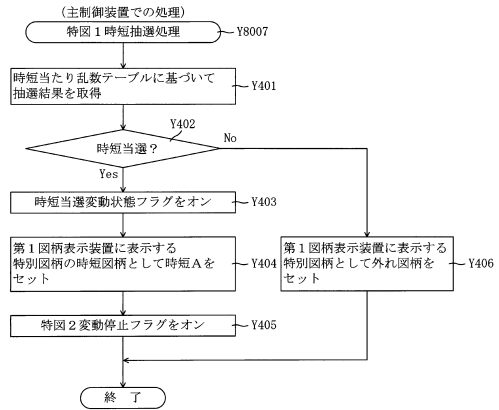 (主制御装置での処理)
特図1時短抽選処理
Y8007
時短当たり乱数テーブルに基づいて
抽選結果を取得
Y401
Y402
時短当選?
No
Yes
時短当選変動状態フラグをオン
Y403
第1図柄表示装置に表示する
特別図柄の時短図柄として時短Aを
セット
Y404
第1図柄表示装置に表示する
特別図柄として外れ図柄を
セット
Y406
特図2変動停止フラグをオン
Y405
終 了